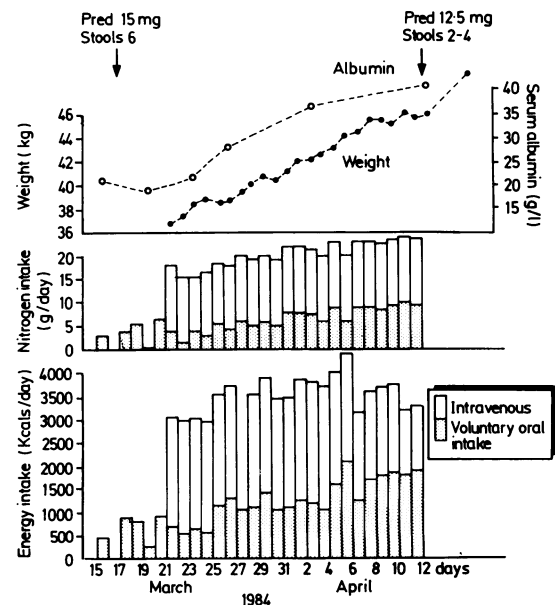 Pred 15 mg
Stools 6
Pred 12·5 mg
Stools 2-4
Albumin
Weight
Weight (kg)
46
44
42
40
38
36
Serum albumin (g/l)
40
35
30
25
20
15
Nitrogen intake (g/day)
20
15
10
5
0
Energy intake (Kcals/day)
4000
3500
3000
2500
2000
1500
1000
500
0
Intravenous
Voluntary oral
intake
15 17 19 21 23 25 27 29 31 2 4 6 8 10 12 days
March April
1984